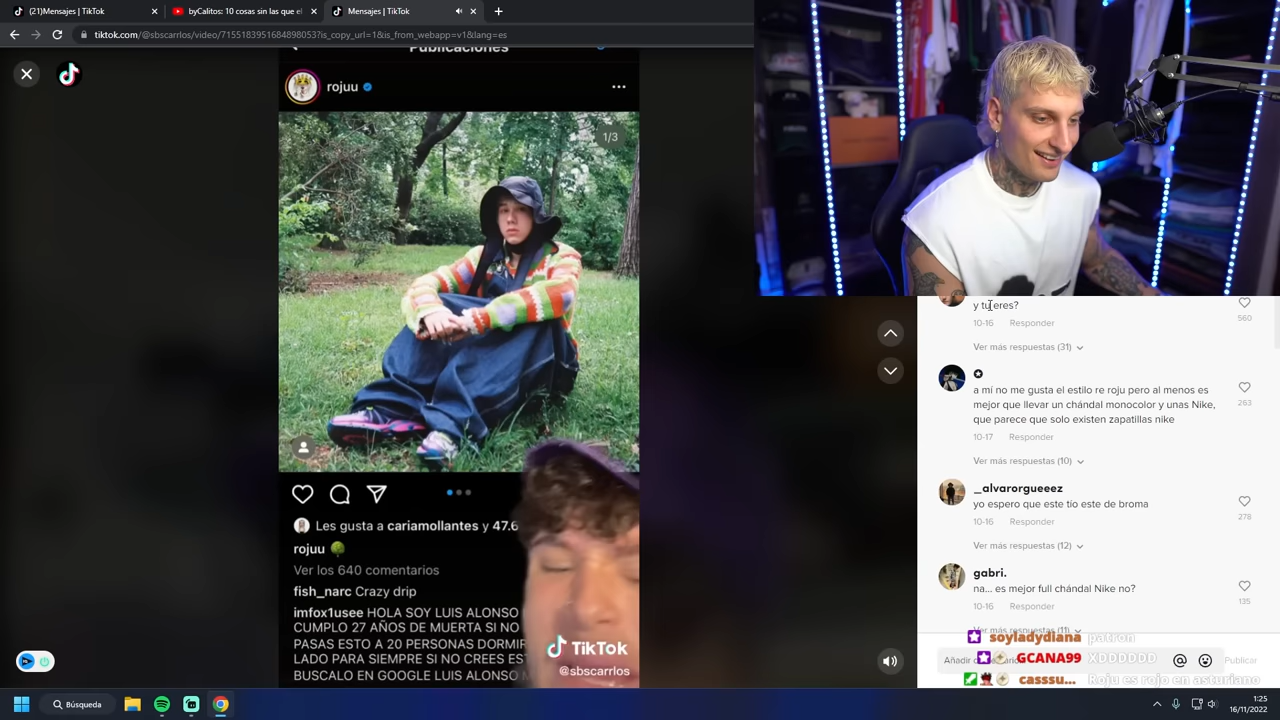 (21)Mensajes | TikTok
byCalitos: 10 cosas sin las que el
Mensajes | TikTok
tiktok.com/@sbscarrlos/video/7155183951684898053?is_copy_url=1&is_from_webapp=v1&lang=es
Publicaciones
rojuu
1/3
Les gusta a cariamollantes y 47.6
rojuu
Ver los 640 comentarios
fish_narc Crazy drip
imfox1usee HOLA SOY LUIS ALONSO
CUMPLO 27 AÑOS DE MUERTA SI NO
PASAS ESTO A 20 PERSONAS DORMIR
LADO PARA SIEMPRE SI NO CREES EST
BUSCALO EN GOOGLE LUIS ALONSO
TikTok
@sbscarrlos
y tu eres?
10-16 Responder
560
Ver más respuestas (31)
a mí no me gusta el estilo re roju pero al menos es
mejor que llevar un chándal monocolor y unas Nike,
que parece que solo existen zapatillas nike
263
10-17 Responder
Ver más respuestas (10)
_alvarorgueeez
yo espero que este tío este de broma
278
10-16 Responder
Ver más respuestas (12)
gabri.
na... es mejor full chándal Nike no?
135
10-16 Responder
Ver más respuestas (11)
soyladydiana patron
GCANA99 XDDDDDD
casssu... Roju es rojo en asturiano
Publicar
Búsqueda
1:25
16/11/2022